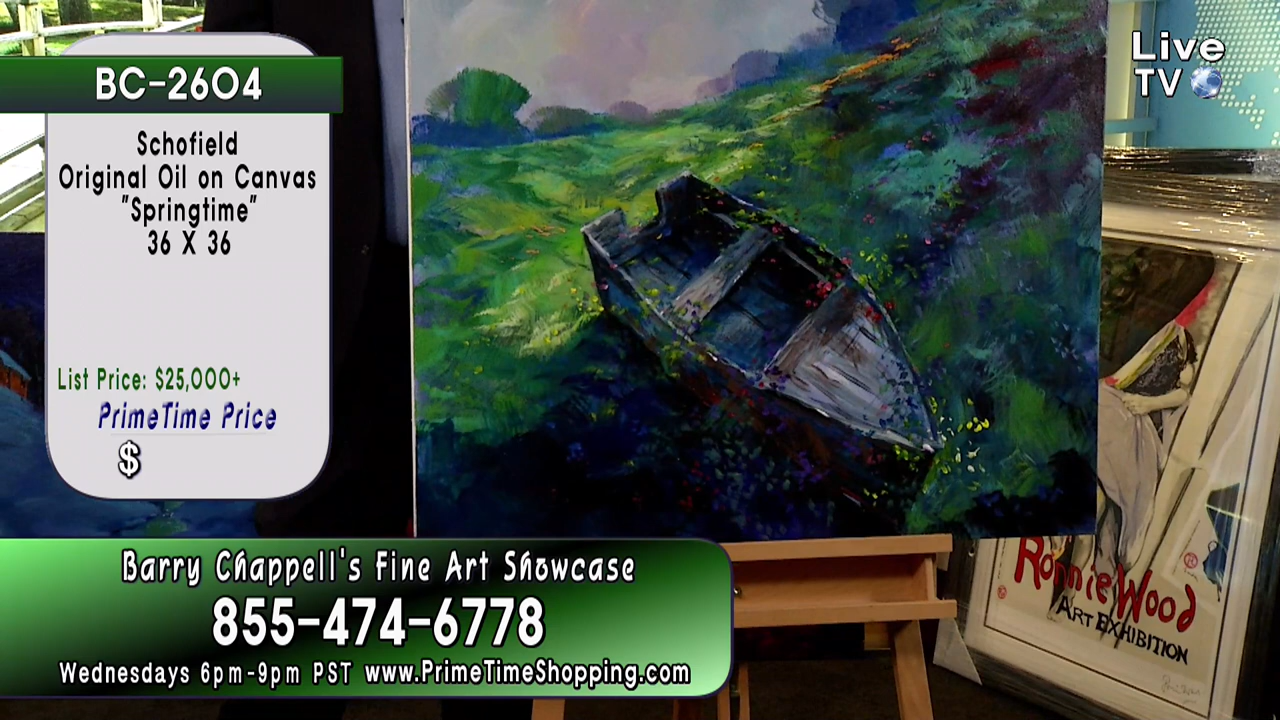 BC-2604
Schofield
Original Oil on Canvas
"Springtime"
36 X 36
List Price: $25,000+
PrimeTime Price
$
Live
TV
Ronnie Wood
ART EXHIBITION
Barry Chappell's Fine Art Showcase
855-474-6778
Wednesdays 6pm-9pm PST www.PrimeTimeShopping.com